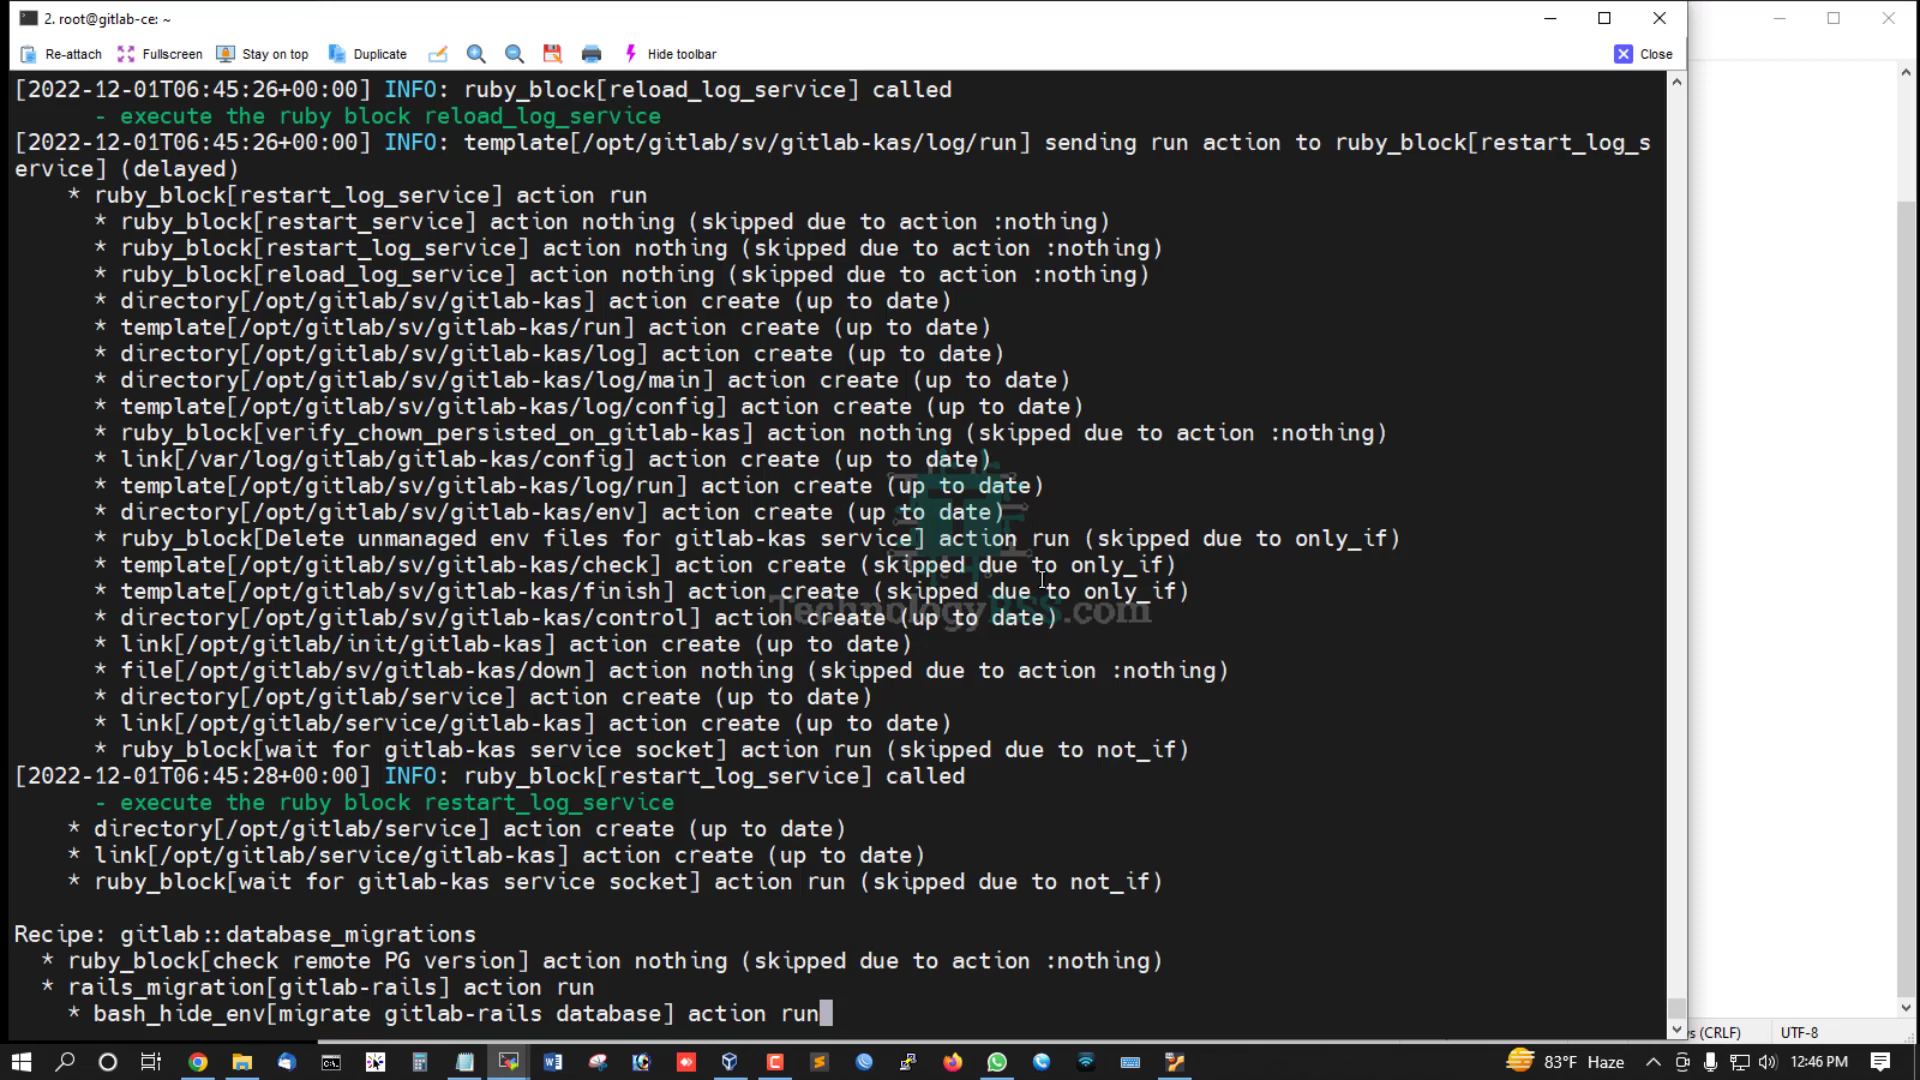 2. root@gitlab-ce: ~
Re-attach Fullscreen Stay on top Duplicate Hide toolbar Close
[2022-12-01T06:45:26+00:00] INFO: ruby_block[reload_log_service] called
- execute the ruby block reload_log_service
[2022-12-01T06:45:26+00:00] INFO: template[/opt/gitlab/sv/gitlab-kas/log/run] sending run action to ruby_block[restart_log_s
ervice] (delayed)
* ruby_block[restart_log_service] action run
* ruby_block[restart_service] action nothing (skipped due to action :nothing)
* ruby_block[restart_log_service] action nothing (skipped due to action :nothing)
* ruby_block[reload_log_service] action nothing (skipped due to action :nothing)
* directory[/opt/gitlab/sv/gitlab-kas] action create (up to date)
* template[/opt/gitlab/sv/gitlab-kas/run] action create (up to date)
* directory[/opt/gitlab/sv/gitlab-kas/log] action create (up to date)
* directory[/opt/gitlab/sv/gitlab-kas/log/main] action create (up to date)
* template[/opt/gitlab/sv/gitlab-kas/log/config] action create (up to date)
* ruby_block[verify_chown_persisted_on_gitlab-kas] action nothing (skipped due to action :nothing)
* link[/var/log/gitlab/gitlab-kas/config] action create (up to date)
* template[/opt/gitlab/sv/gitlab-kas/log/run] action create (up to date)
* directory[/opt/gitlab/sv/gitlab-kas/env] action create (up to date)
* ruby_block[Delete unmanaged env files for gitlab-kas service] action run (skipped due to only_if)
* template[/opt/gitlab/sv/gitlab-kas/check] action create (skipped due to only_if)
* template[/opt/gitlab/sv/gitlab-kas/finish] action create (skipped due to only_if)
TechnologyRSS.com
* directory[/opt/gitlab/sv/gitlab-kas/control] action create (up to date)
* link[/opt/gitlab/init/gitlab-kas] action create (up to date)
* file[/opt/gitlab/sv/gitlab-kas/down] action nothing (skipped due to action :nothing)
* directory[/opt/gitlab/service] action create (up to date)
* link[/opt/gitlab/service/gitlab-kas] action create (up to date)
* ruby_block[wait for gitlab-kas service socket] action run (skipped due to not_if)
[2022-12-01T06:45:28+00:00] INFO: ruby_block[restart_log_service] called
- execute the ruby block restart_log_service
* directory[/opt/gitlab/service] action create (up to date)
* link[/opt/gitlab/service/gitlab-kas] action create (up to date)
* ruby_block[wait for gitlab-kas service socket] action run (skipped due to not_if)
Recipe: gitlab::database_migrations
* ruby_block[check remote PG version] action nothing (skipped due to action :nothing)
* rails_migration[gitlab-rails] action run
* bash_hide_env[migrate gitlab-rails database] action run
(CRLF) UTF-8
83°F Haze 12:46 PM